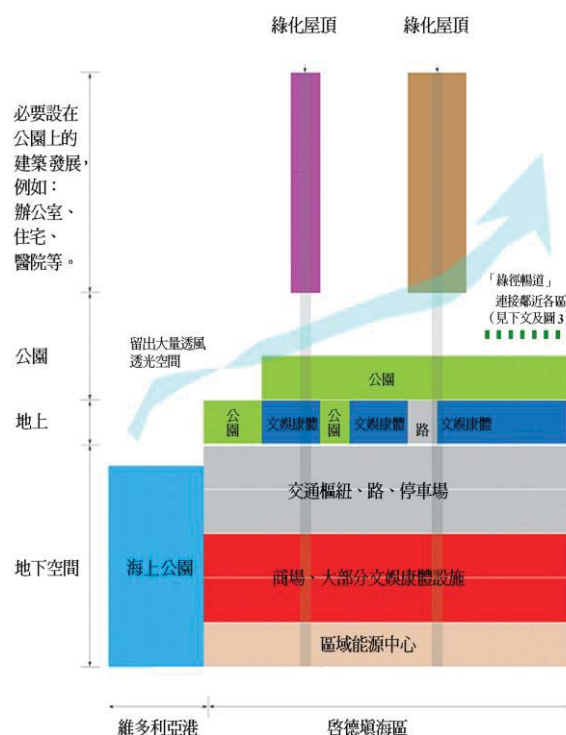 綠化屋頂
綠化屋頂
必要設在
公園上的
建築發展,
例如：
辦公室、
住宅、
醫院等。
「綠徑暢道」
連接鄰近各區
（見下文及圖3
留出大量透風
透光空間
公園
公園
地上
公園
文娛康體
公園
文娛康體
路
文娛康體
交通樞紐、路、停車場
地下空間
海上公園
商場、大部分文娛康體設施
區域能源中心
維多利亞港
啓德填海區